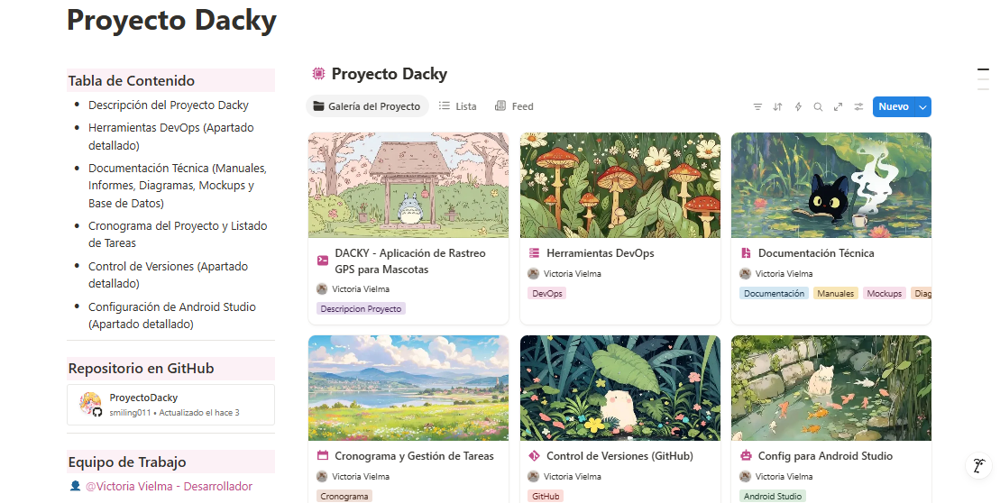 Proyecto Dacky
Tabla de Contenido
Descripción del Proyecto Dacky
Herramientas DevOps (Apartado
detallado)
Documentación Técnica (Manuales,
Informes, Diagramas, Mockups y
Base de Datos)
Cronograma del Proyecto y Listado
de Tareas
Control de Versiones (Apartado
detallado)
Configuración de Android Studio
(Apartado detallado)
Repositorio en GitHub
ProyectoDacky
smiling011 • Actualizado el hace 3
Equipo de Trabajo
@Victoria Vielma - Desarrollador
Proyecto Dacky
Galería del Proyecto
Lista
Feed
Nuevo
DACKY - Aplicación de Rastreo
GPS para Mascotas
Victoria Vielma
Descripcion Proyecto
Herramientas DevOps
Victoria Vielma
DevOps
Documentación Técnica
Victoria Vielma
Documentación Manuales Mockups Diag
Cronograma y Gestión de Tareas
Victoria Vielma
Cronograma
Control de Versiones (GitHub)
Victoria Vielma
GitHub
Config para Android Studio
Victoria Vielma
Android Studio